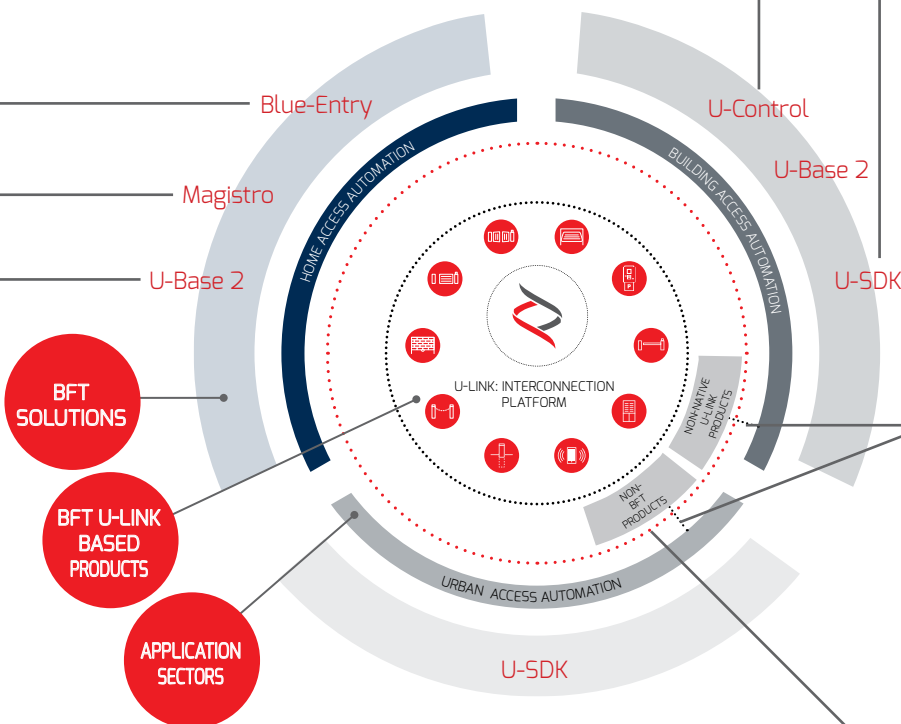 Blue-Entry
U-Control
HOME ACCESS AUTOMATION
BUILDING ACCESS AUTOMATION
U-Base 2
Magistro
U-Base 2
U-SDK
U-LINK: INTERCONNECTION
PLATFORM
BFT
SOLUTIONS
NON-NATIVE
U-LINK
PRODUCTS
NON-
BFT
PRODUCTS
BFT U-LINK
BASED
PRODUCTS
URBAN ACCESS AUTOMATION
APPLICATION
SECTORS
U-SDK